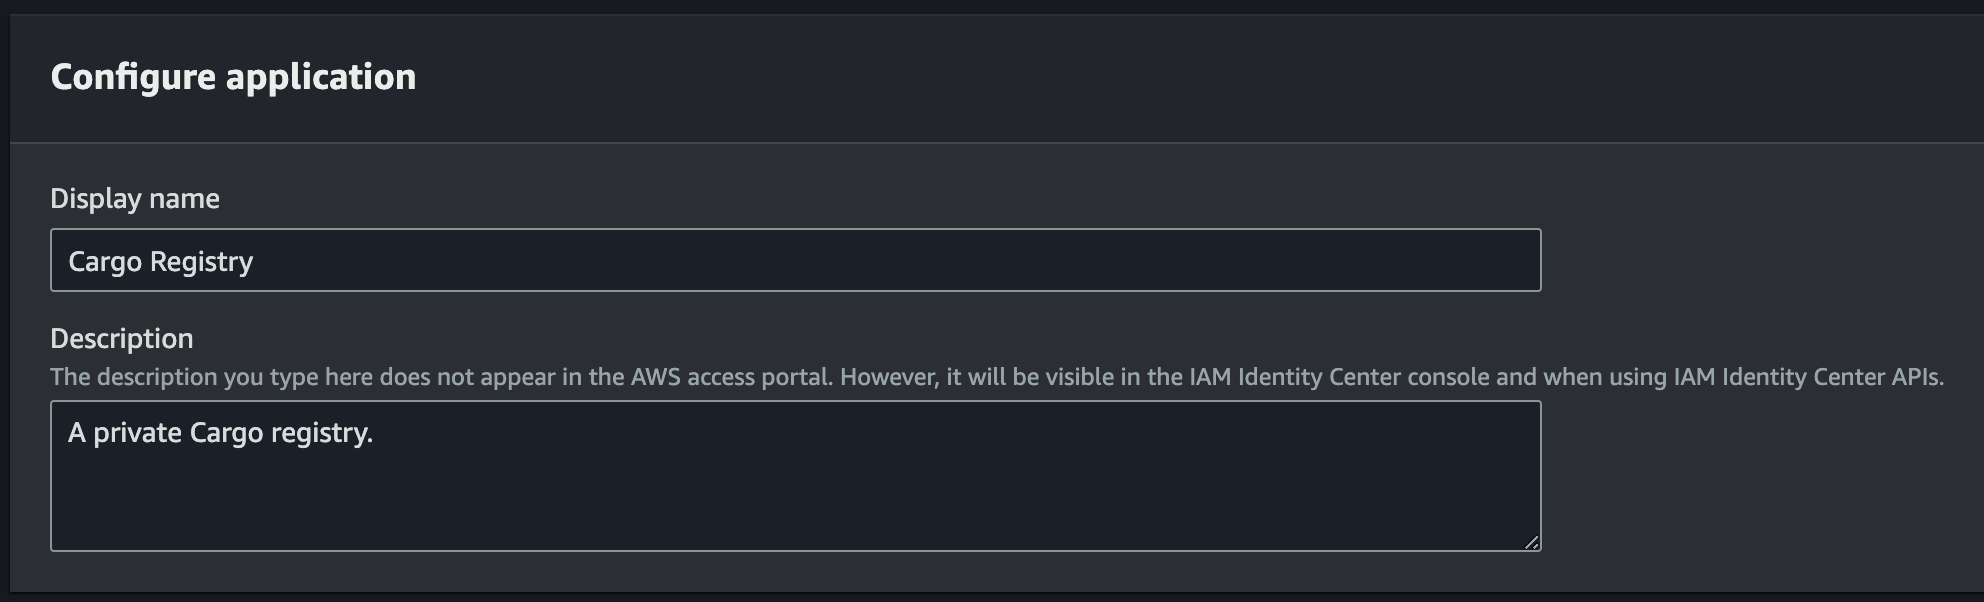 Configure application
Display name
Cargo Registry
Description
The description you type here does not appear in the AWS access portal. However, it will be visible in the IAM Identity Center console and when using IAM Identity Center APIs.
A private Cargo registry.